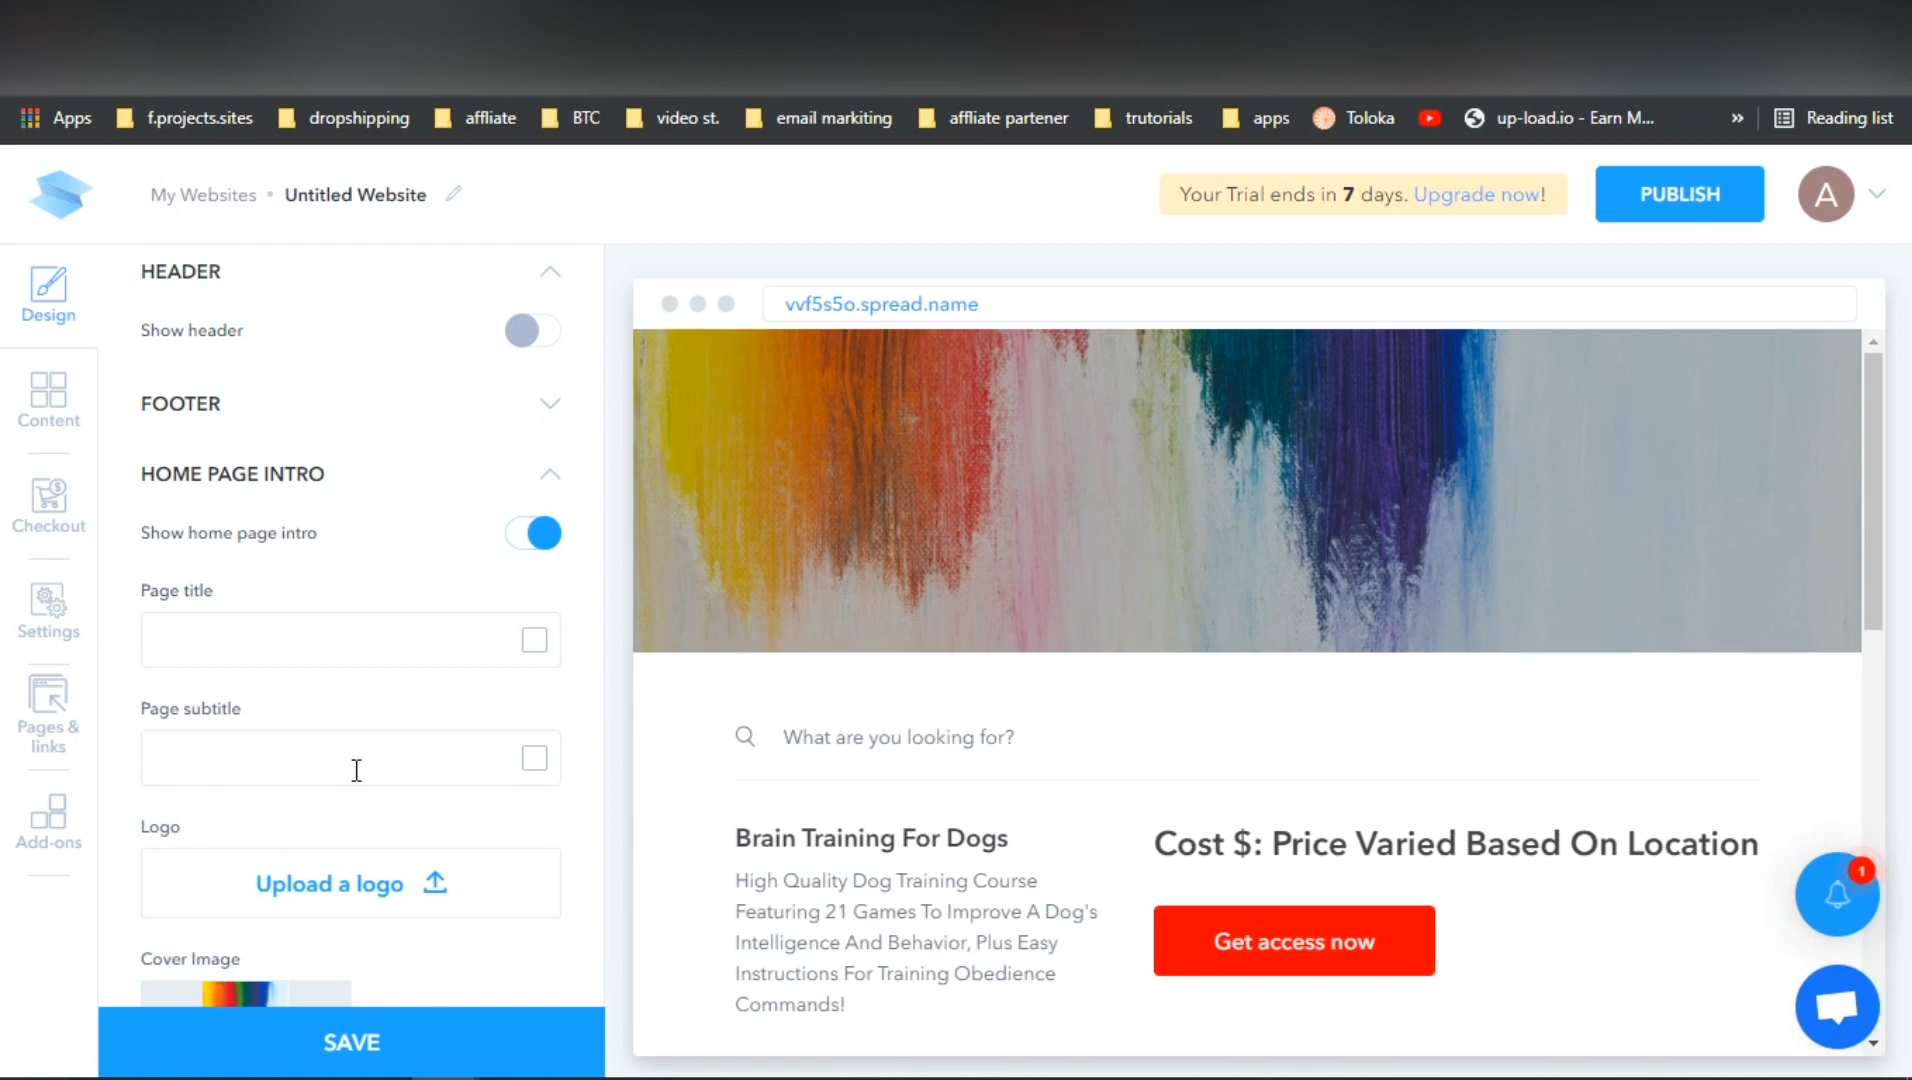 Apps f.projects.sites dropshipping affliate BTC video st. email markiting affliate partener trutorials apps Toloka up-load.io - Earn M... » Reading list
My Websites • Untitled Website
Your Trial ends in 7 days. Upgrade now!
PUBLISH
A
Design
Content
Checkout
Settings
Pages &
links
Add-ons
HEADER
Show header
FOOTER
HOME PAGE INTRO
Show home page intro
Page title
Page subtitle
Logo
Upload a logo
Cover Image
SAVE
vvf5s5o.spread.name
What are you looking for?
Brain Training For Dogs
High Quality Dog Training Course
Featuring 21 Games To Improve A Dog's
Intelligence And Behavior, Plus Easy
Instructions For Training Obedience
Commands!
Cost $: Price Varied Based On Location
Get access now
1